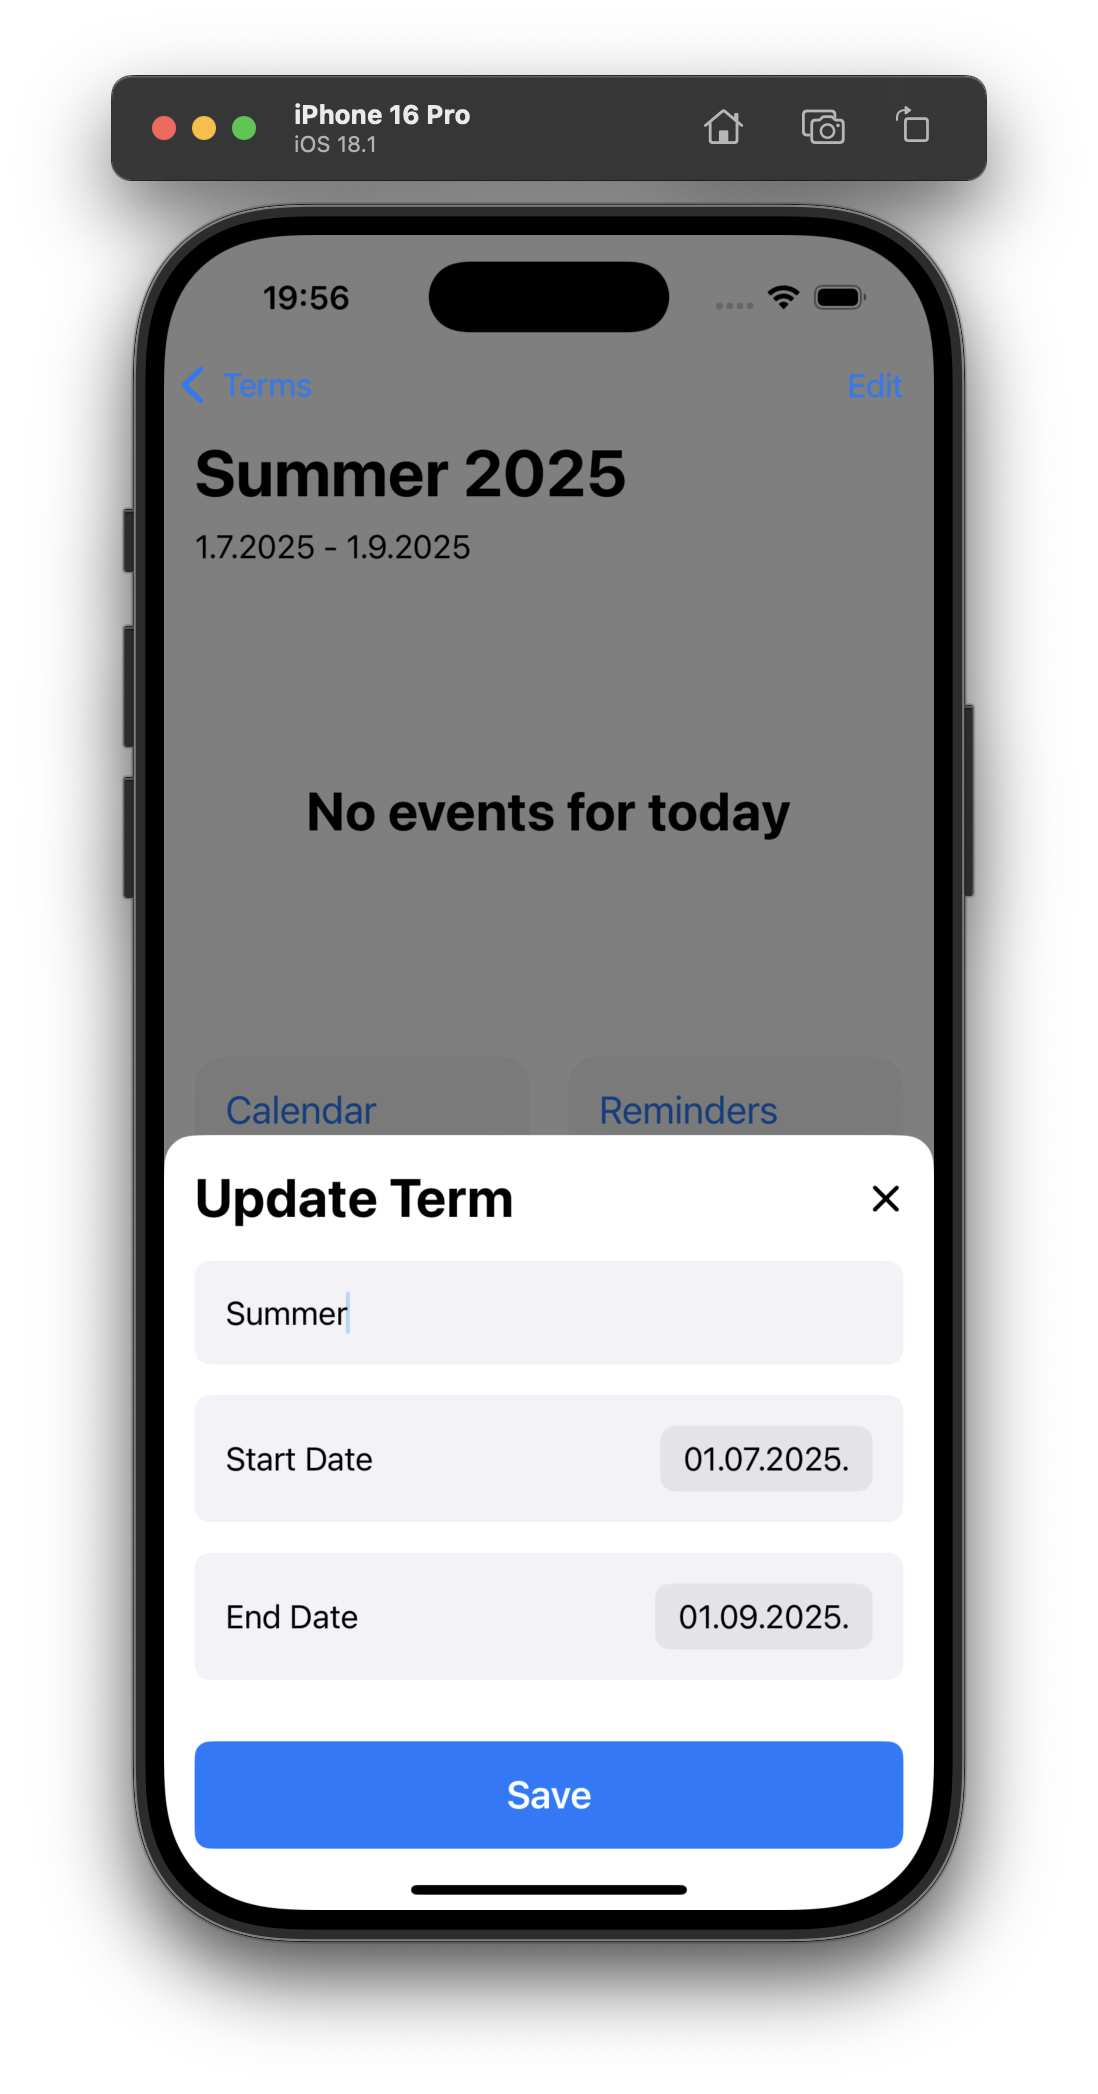 iPhone 16 Pro
iOS 18.1
19:56
Terms
Edit
Summer 2025
1.7.2025 - 1.9.2025
No events for today
Calendar
Reminders
Update Term
Summer
Start Date
01.07.2025.
End Date
01.09.2025.
Save